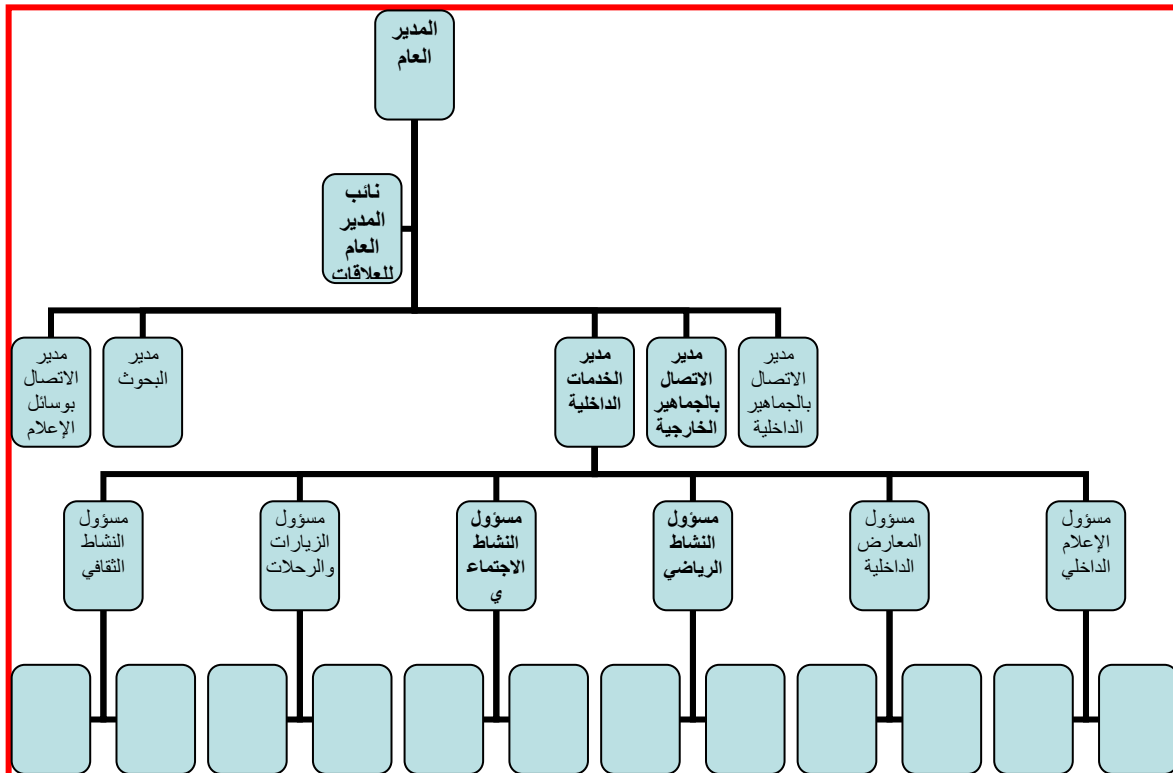 المدير
العام
نائب
المدير
العام
للعلاقات
مدير
الاتصال
بالجماهير
الداخلية
مدير
الاتصال
بالجماهير
الخارجية
مدير
الخدمات
الداخلية
مدير
البحوث
مدير
الاتصال
بوسائل
الإعلام
مسؤول
الإعلام
الداخلي
مسؤول
المعارض
الداخلية
مسؤول
النشاط
الرياضي
مسؤول
النشاط
الاجتماع
ي
مسؤول
الزيارات
والرحلات
مسؤول
النشاط
الثقافي